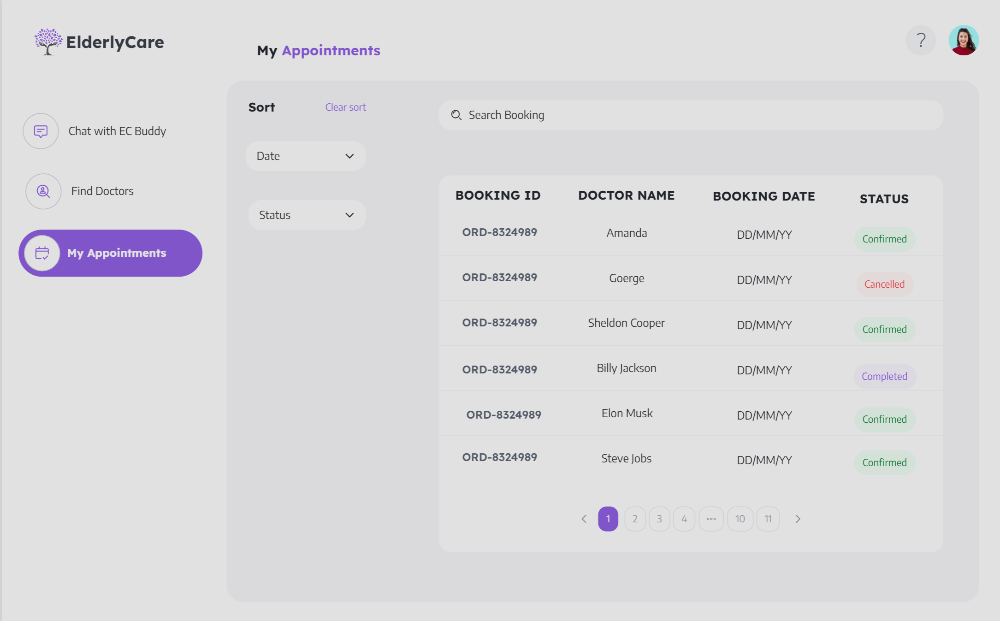 ElderlyCare
My Appointments
?
Chat with EC Buddy
Find Doctors
My Appointments
Sort
Clear sort
Date
Status
Search Booking
BOOKING ID DOCTOR NAME BOOKING DATE STATUS
ORD-8324989 Amanda DD/MM/YY Confirmed
ORD-8324989 Goerge DD/MM/YY Cancelled
ORD-8324989 Sheldon Cooper DD/MM/YY Confirmed
ORD-8324989 Billy Jackson DD/MM/YY Completed
ORD-8324989 Elon Musk DD/MM/YY Confirmed
ORD-8324989 Steve Jobs DD/MM/YY Confirmed
1 2 3 4 ... 10 11